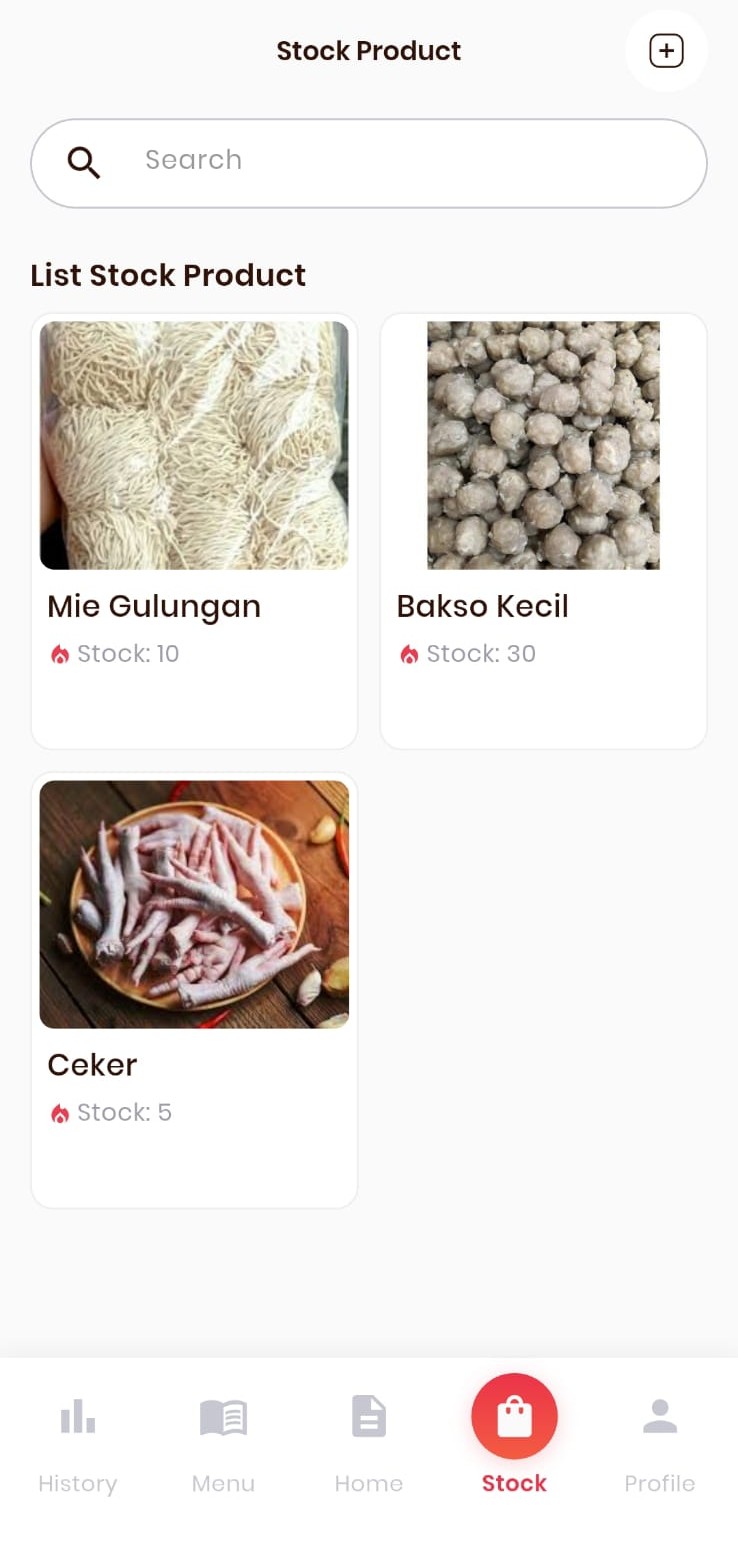 Stock Product
Search
List Stock Product
Mie Gulungan
Stock: 10
Bakso Kecil
Stock: 30
Ceker
Stock: 5
History
Menu
Home
Stock
Profile